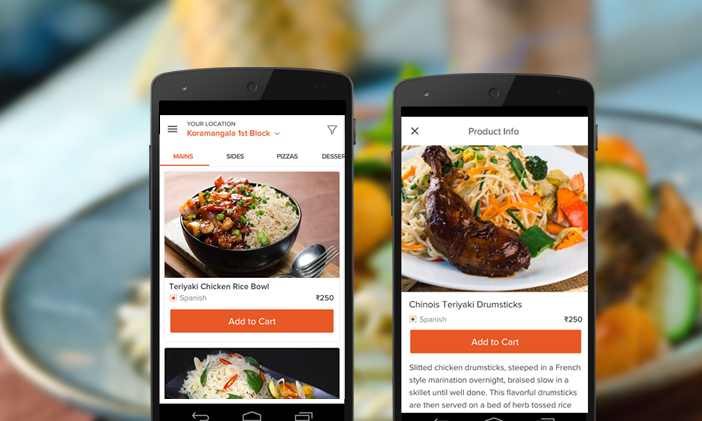 YOUR LOCATION
Koramangala 1st Block
MAINS SIDES PIZZAS DESSER
Teriyaki Chicken Rice Bowl
Spanish ₹250
Add to Cart
Product Info
Chinois Teriyaki Drumsticks
Spanish ₹250
Add to Cart
Slitted chicken drumsticks, steeped in a French
style marination overnight, braised slow in a
skillet until well done. This flavorful drumsticks
are then served on a bed of herb tossed rice